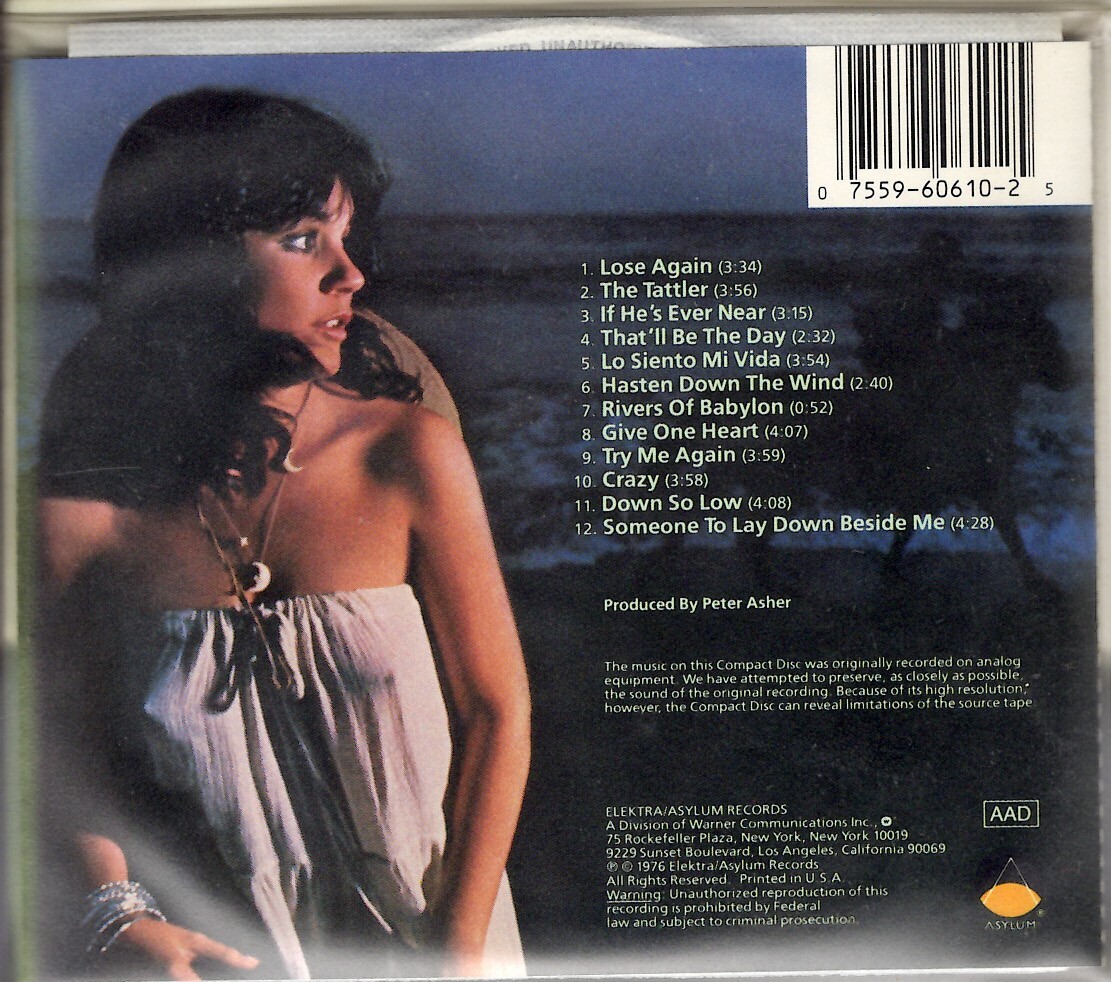 UNAUTHO
0 7559-60610-2 5
1. Lose Again (3:34)
2. The Tattler (3:56)
3. If He's Ever Near (3.15)
4. That'll Be The Day (2:32)
5. Lo Siento Mi Vida (3:54)
6. Hasten Down The Wind (2:40)
7. Rivers Of Babylon (0:52)
8. Give One Heart (4:07)
9. Try Me Again (3:59)
10. Crazy (3:58)
11. Down So Low (4:08)
12. Someone To Lay Down Beside Me (4:28)
Produced By Peter Asher
The music on this Compact Disc was originally recorded on analog
equipment. We have attempted to preserve, as closely as possible,
the sound of the original recording. Because of its high resolution,
however, the Compact Disc can reveal limitations of the source tape
ELEKTRA/ASYLUM RECORDS
A Division of Warner Communications Inc.,
75 Rockefeller Plaza, New York, New York 10019
9229 Sunset Boulevard, Los Angeles, California 90069
℗ © 1976 Elektra/Asylum Records
All Rights Reserved. Printed in U.S.A.
Warning: Unauthorized reproduction of this
recording is prohibited by Federal
law and subject to criminal prosecution.
AAD
ASYLUM®